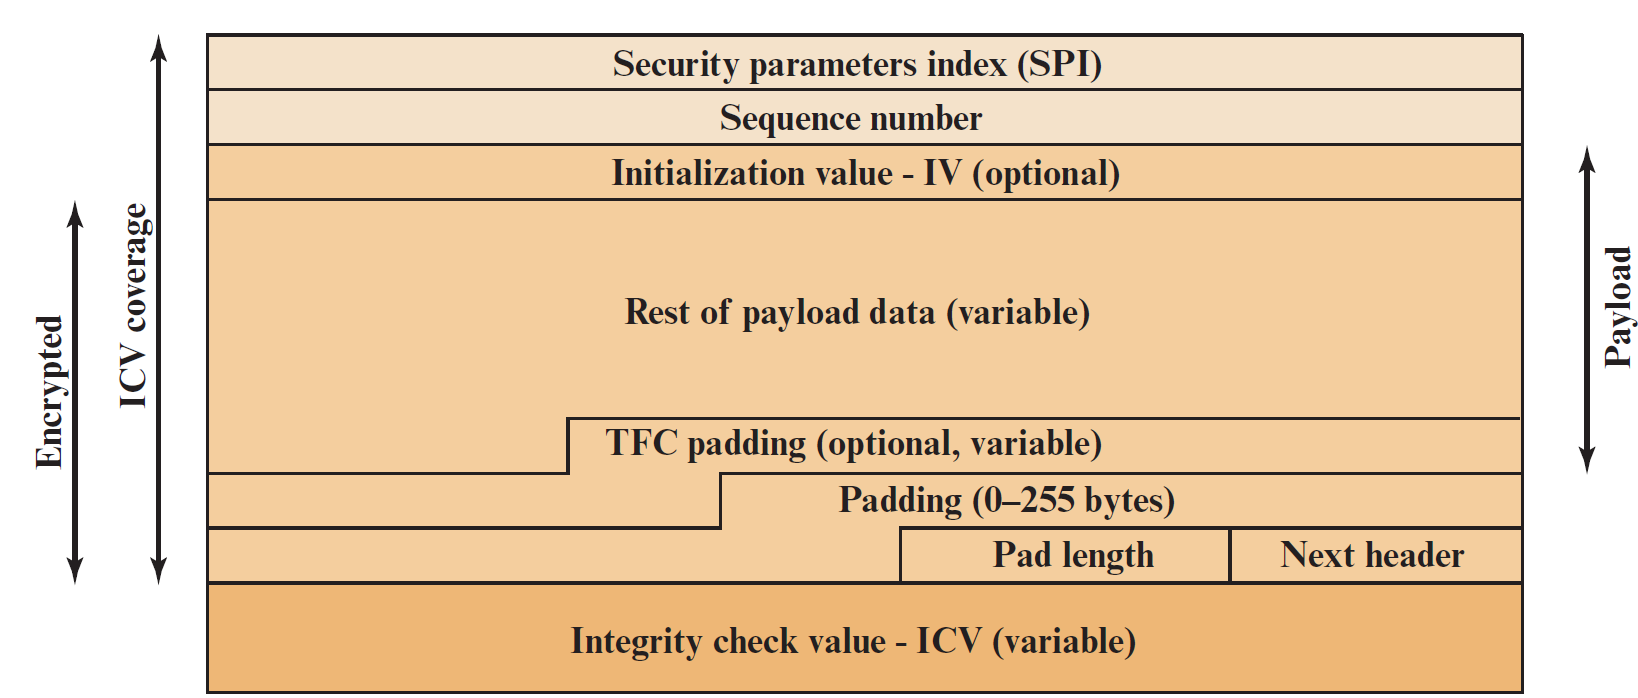 Security parameters index (SPI)
Sequence number
Initialization value - IV (optional)
Rest of payload data (variable)
TFC padding (optional, variable)
Padding (0–255 bytes)
Pad length
Next header
Integrity check value - ICV (variable)
Encrypted
ICV coverage
Payload